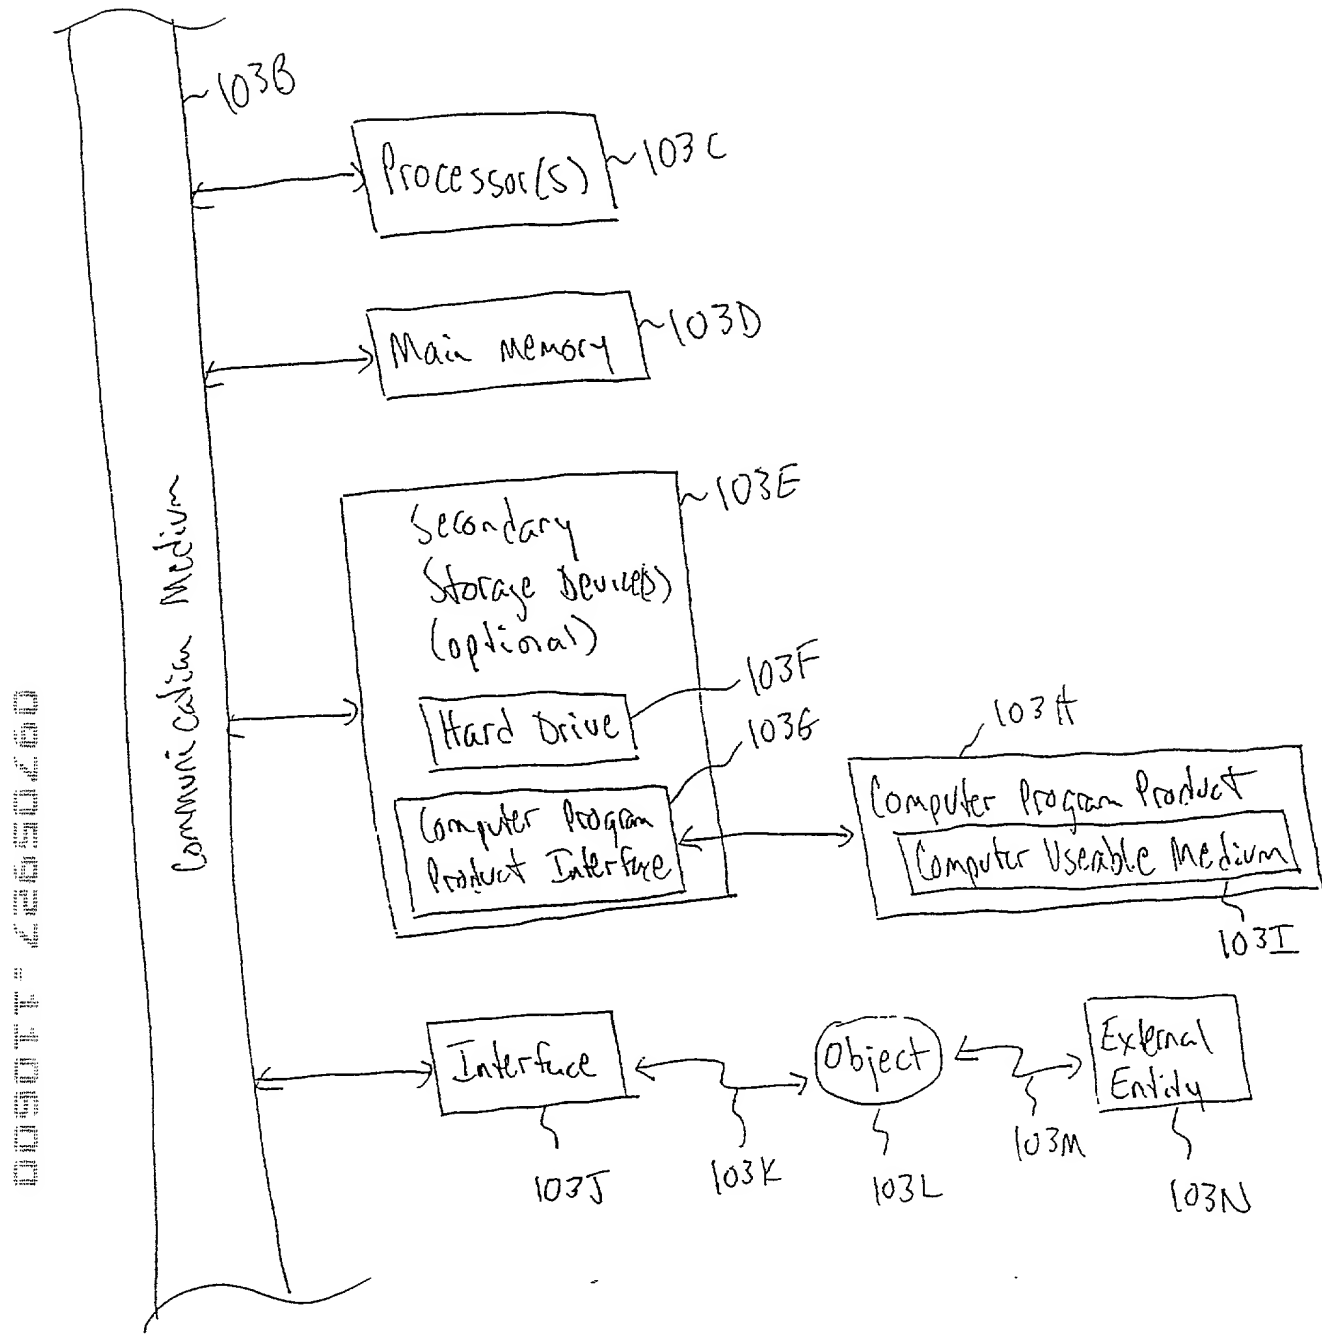 103B
Processor(s)
103C
Main Memory
103D
Communication Medium
103E
Secondary
Storage Device(s)
(optional)
103F
Hard Drive
103G
Computer Program
Product Interface
103H
Computer Program Product
Computer Useable Medium
103I
Interface
Object
External
Entity
103J
103K
103L
103M
103N
09705927.110600